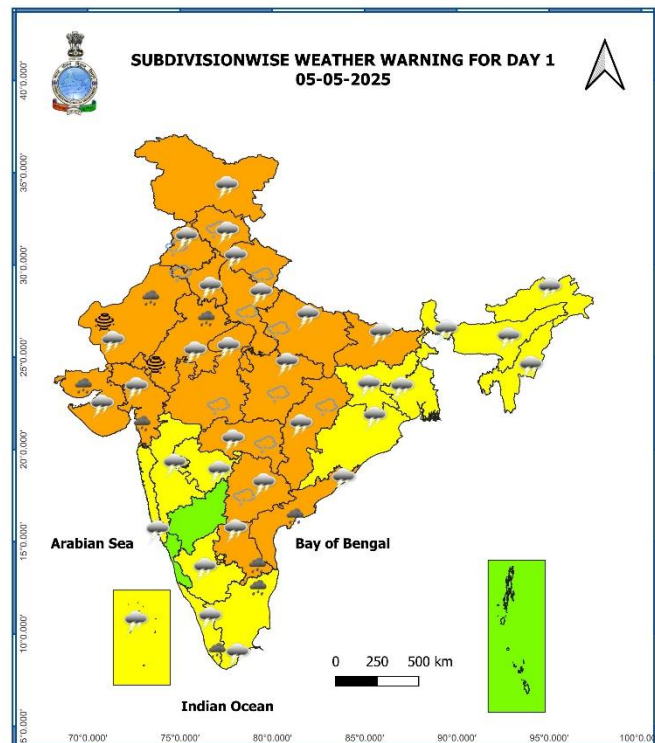 SUBDIVISIONWISE WEATHER WARNING FOR DAY 1
05-05-2025
40°0.000'
35°0.000'
30°0.000'
25°0.000'
20°0.000'
15°0.000'
10°0.000'
5°0.000'
Arabian Sea
Bay of Bengal
0 250 500 km
Indian Ocean
70°0.000' 75°0.000' 80°0.000' 85°0.000' 90°0.000' 95°0.000' 100°0.000'